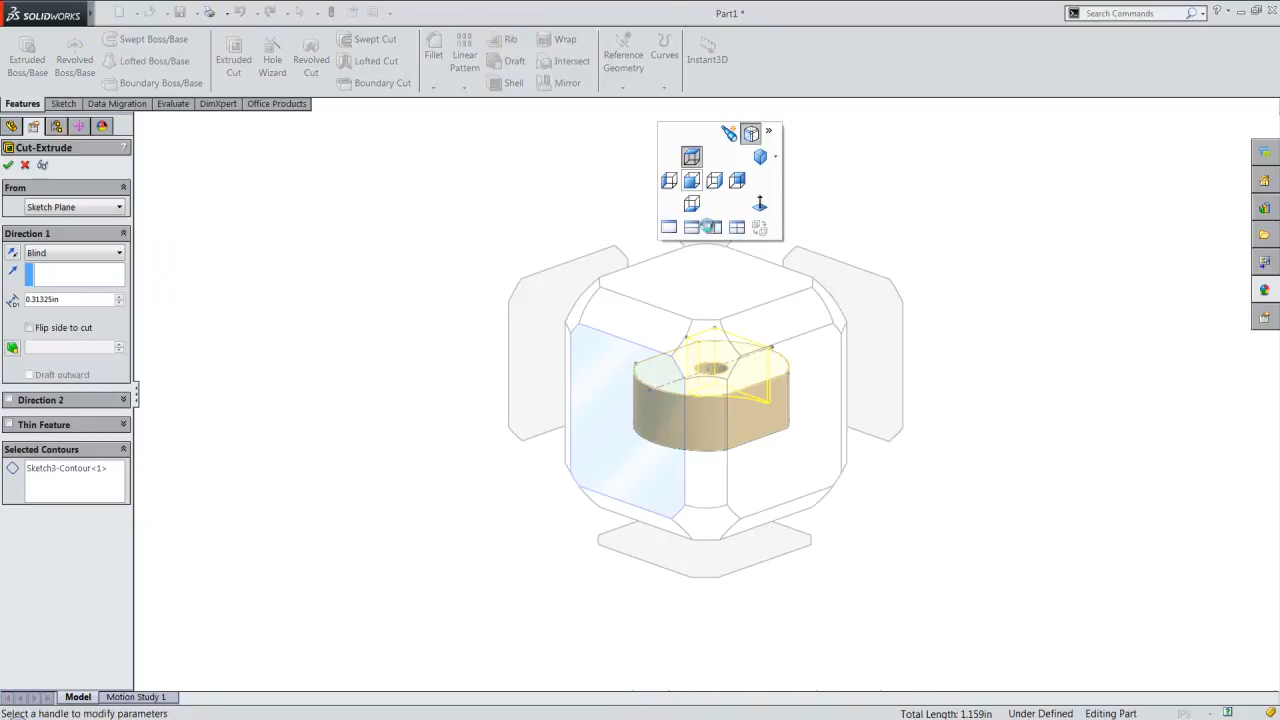 SOLIDWORKS
Part1 *
Search Commands
Extruded Boss/Base
Revolved Boss/Base
Swept Boss/Base
Lofted Boss/Base
Boundary Boss/Base
Extruded Cut
Hole Wizard
Revolved Cut
Swept Cut
Lofted Cut
Boundary Cut
Fillet
Linear Pattern
Rib
Draft
Shell
Wrap
Intersect
Mirror
Reference Geometry
Curves
Instant3D
Features Sketch Data Migration Evaluate DimXpert Office Products
Cut-Extrude ?
From
Sketch Plane
Direction 1
Blind
0.31325in
Flip side to cut
Draft outward
Direction 2
Thin Feature
Selected Contours
Sketch3-Contour<1>
Model Motion Study 1
Select a handle to modify parameters Total Length: 1.159in Under Defined Editing Part IPS